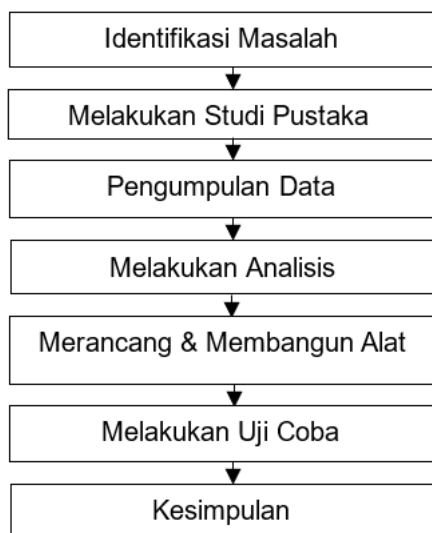 Identifikasi Masalah
Melakukan Studi Pustaka
Pengumpulan Data
Melakukan Analisis
Merancang & Membangun Alat
Melakukan Uji Coba
Kesimpulan